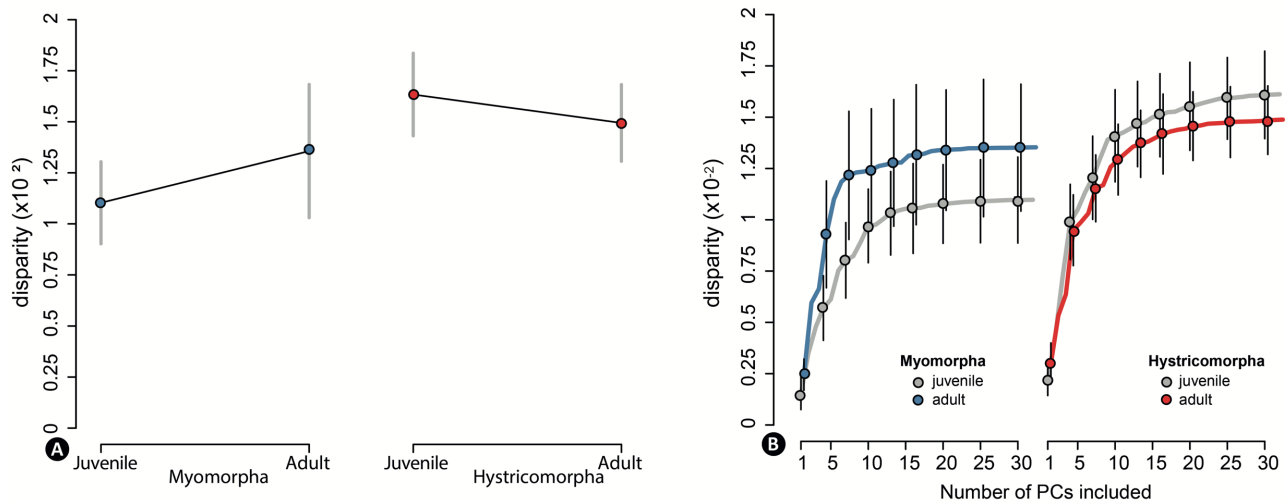 disparity (x10 ²)
2
1.75
1.5
1.25
1
0.75
0.5
0.25
0
A
Juvenile
Adult
Myomorpha
Juvenile
Adult
Hystricomorpha
disparity (x10⁻²)
2
1.75
1.5
1.25
1
0.75
0.5
0.25
0
B
Myomorpha
juvenile
adult
Hystricomorpha
juvenile
adult
1 5 10 15 20 25 30
1 5 10 15 20 25 30
Number of PCs included